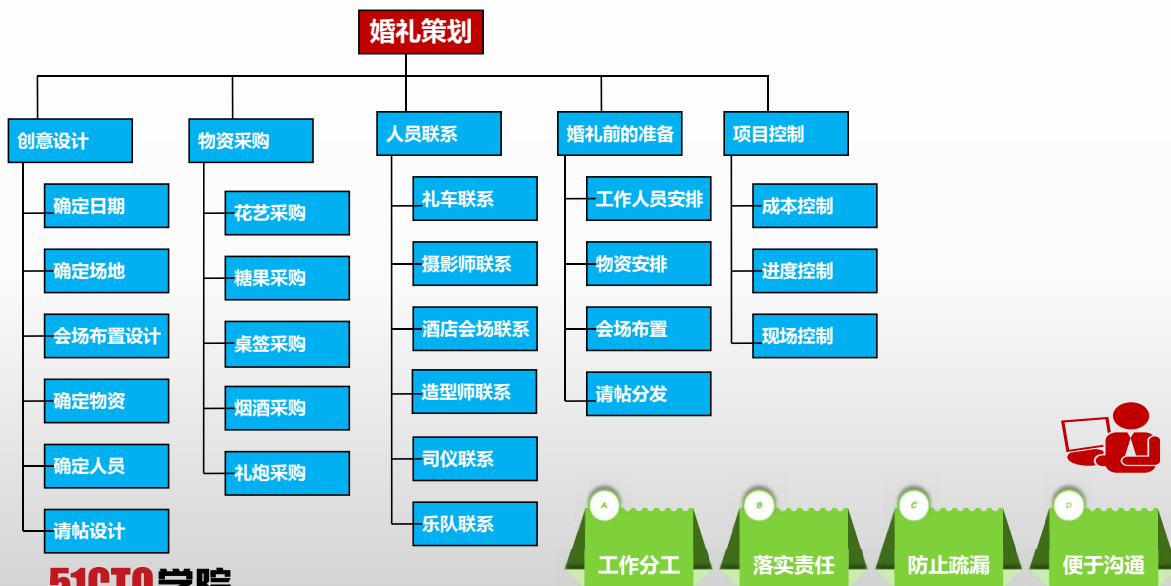 婚礼策划
创意设计
确定日期
确定场地
会场布置设计
确定物资
确定人员
请帖设计
物资采购
花艺采购
糖果采购
桌签采购
烟酒采购
礼炮采购
人员联系
礼车联系
摄影师联系
酒店会场联系
造型师联系
司仪联系
乐队联系
婚礼前的准备
工作人员安排
物资安排
会场布置
请帖分发
项目控制
成本控制
进度控制
现场控制
A
工作分工
B
落实责任
C
防止疏漏
D
便于沟通
51CTO学院